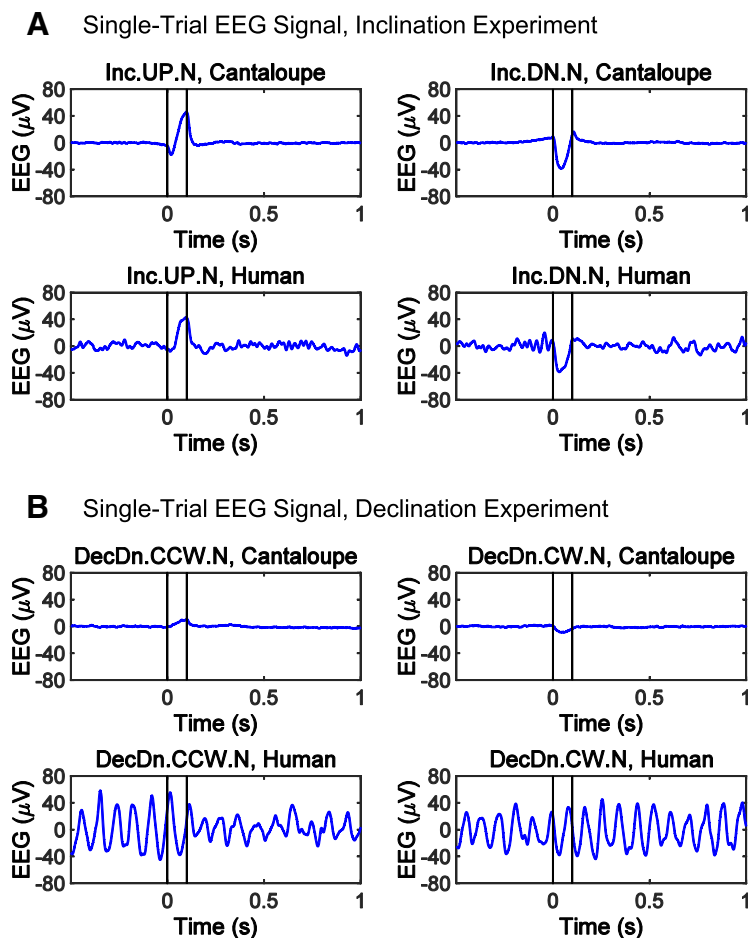 A Single-Trial EEG Signal, Inclination Experiment
Inc.UP.N, Cantaloupe
80
40
0
-40
-80
EEG (μV)
0 0.5 1
Time (s)
Inc.DN.N, Cantaloupe
80
40
0
-40
-80
EEG (μV)
0 0.5 1
Time (s)
Inc.UP.N, Human
80
40
0
-40
-80
EEG (μV)
0 0.5 1
Time (s)
Inc.DN.N, Human
80
40
0
-40
-80
EEG (μV)
0 0.5 1
Time (s)
B Single-Trial EEG Signal, Declination Experiment
DecDn.CCW.N, Cantaloupe
80
40
0
-40
-80
EEG (μV)
0 0.5 1
Time (s)
DecDn.CW.N, Cantaloupe
80
40
0
-40
-80
EEG (μV)
0 0.5 1
Time (s)
DecDn.CCW.N, Human
80
40
0
-40
-80
EEG (μV)
0 0.5 1
Time (s)
DecDn.CW.N, Human
80
40
0
-40
-80
EEG (μV)
0 0.5 1
Time (s)